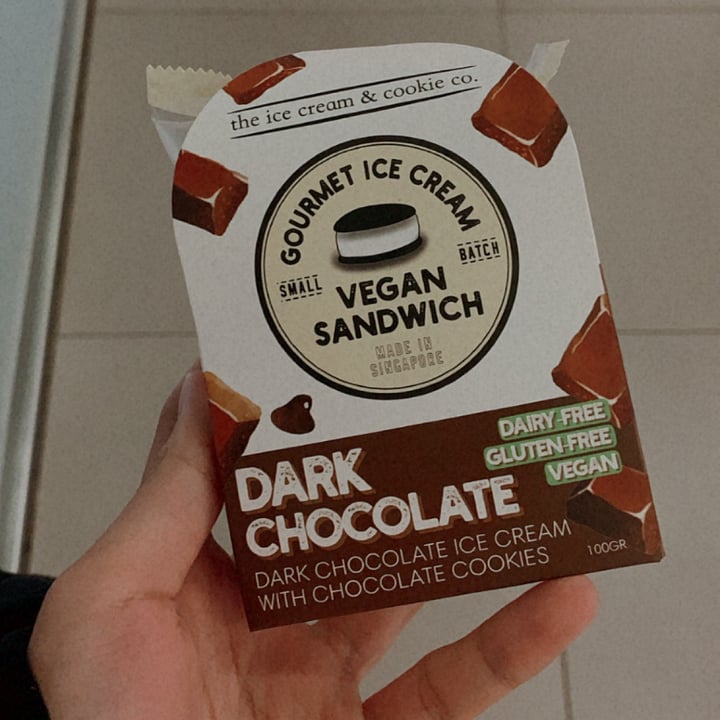 the ice cream & cookie co.
GOURMET ICE CREAM
SMALL
BATCH
VEGAN
SANDWICH
MADE IN
SINGAPORE
DAIRY-FREE
GLUTEN-FREE
VEGAN
DARK
CHOCOLATE
DARK CHOCOLATE ICE CREAM
WITH CHOCOLATE COOKIES
100GR